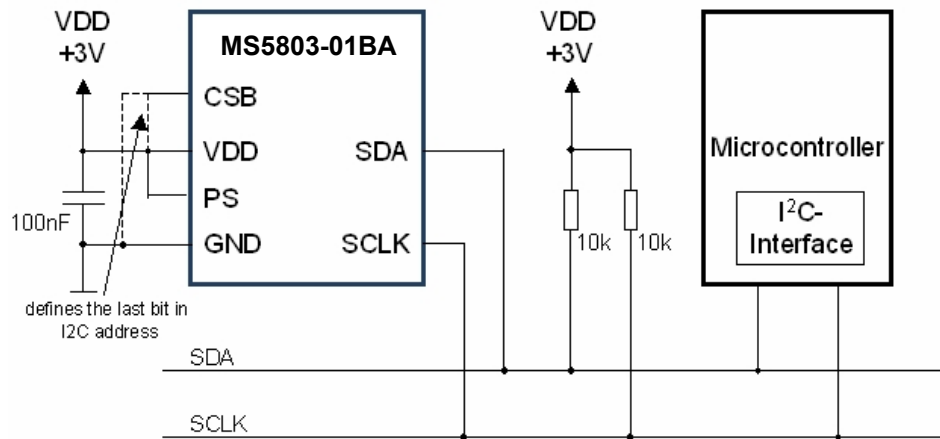 VDD
+3V
MS5803-01BA
CSB
VDD
PS
GND
SDA
SCLK
100nF
defines the last bit in
I2C address
VDD
+3V
10k
10k
Microcontroller
I²C-
Interface
SDA
SCLK